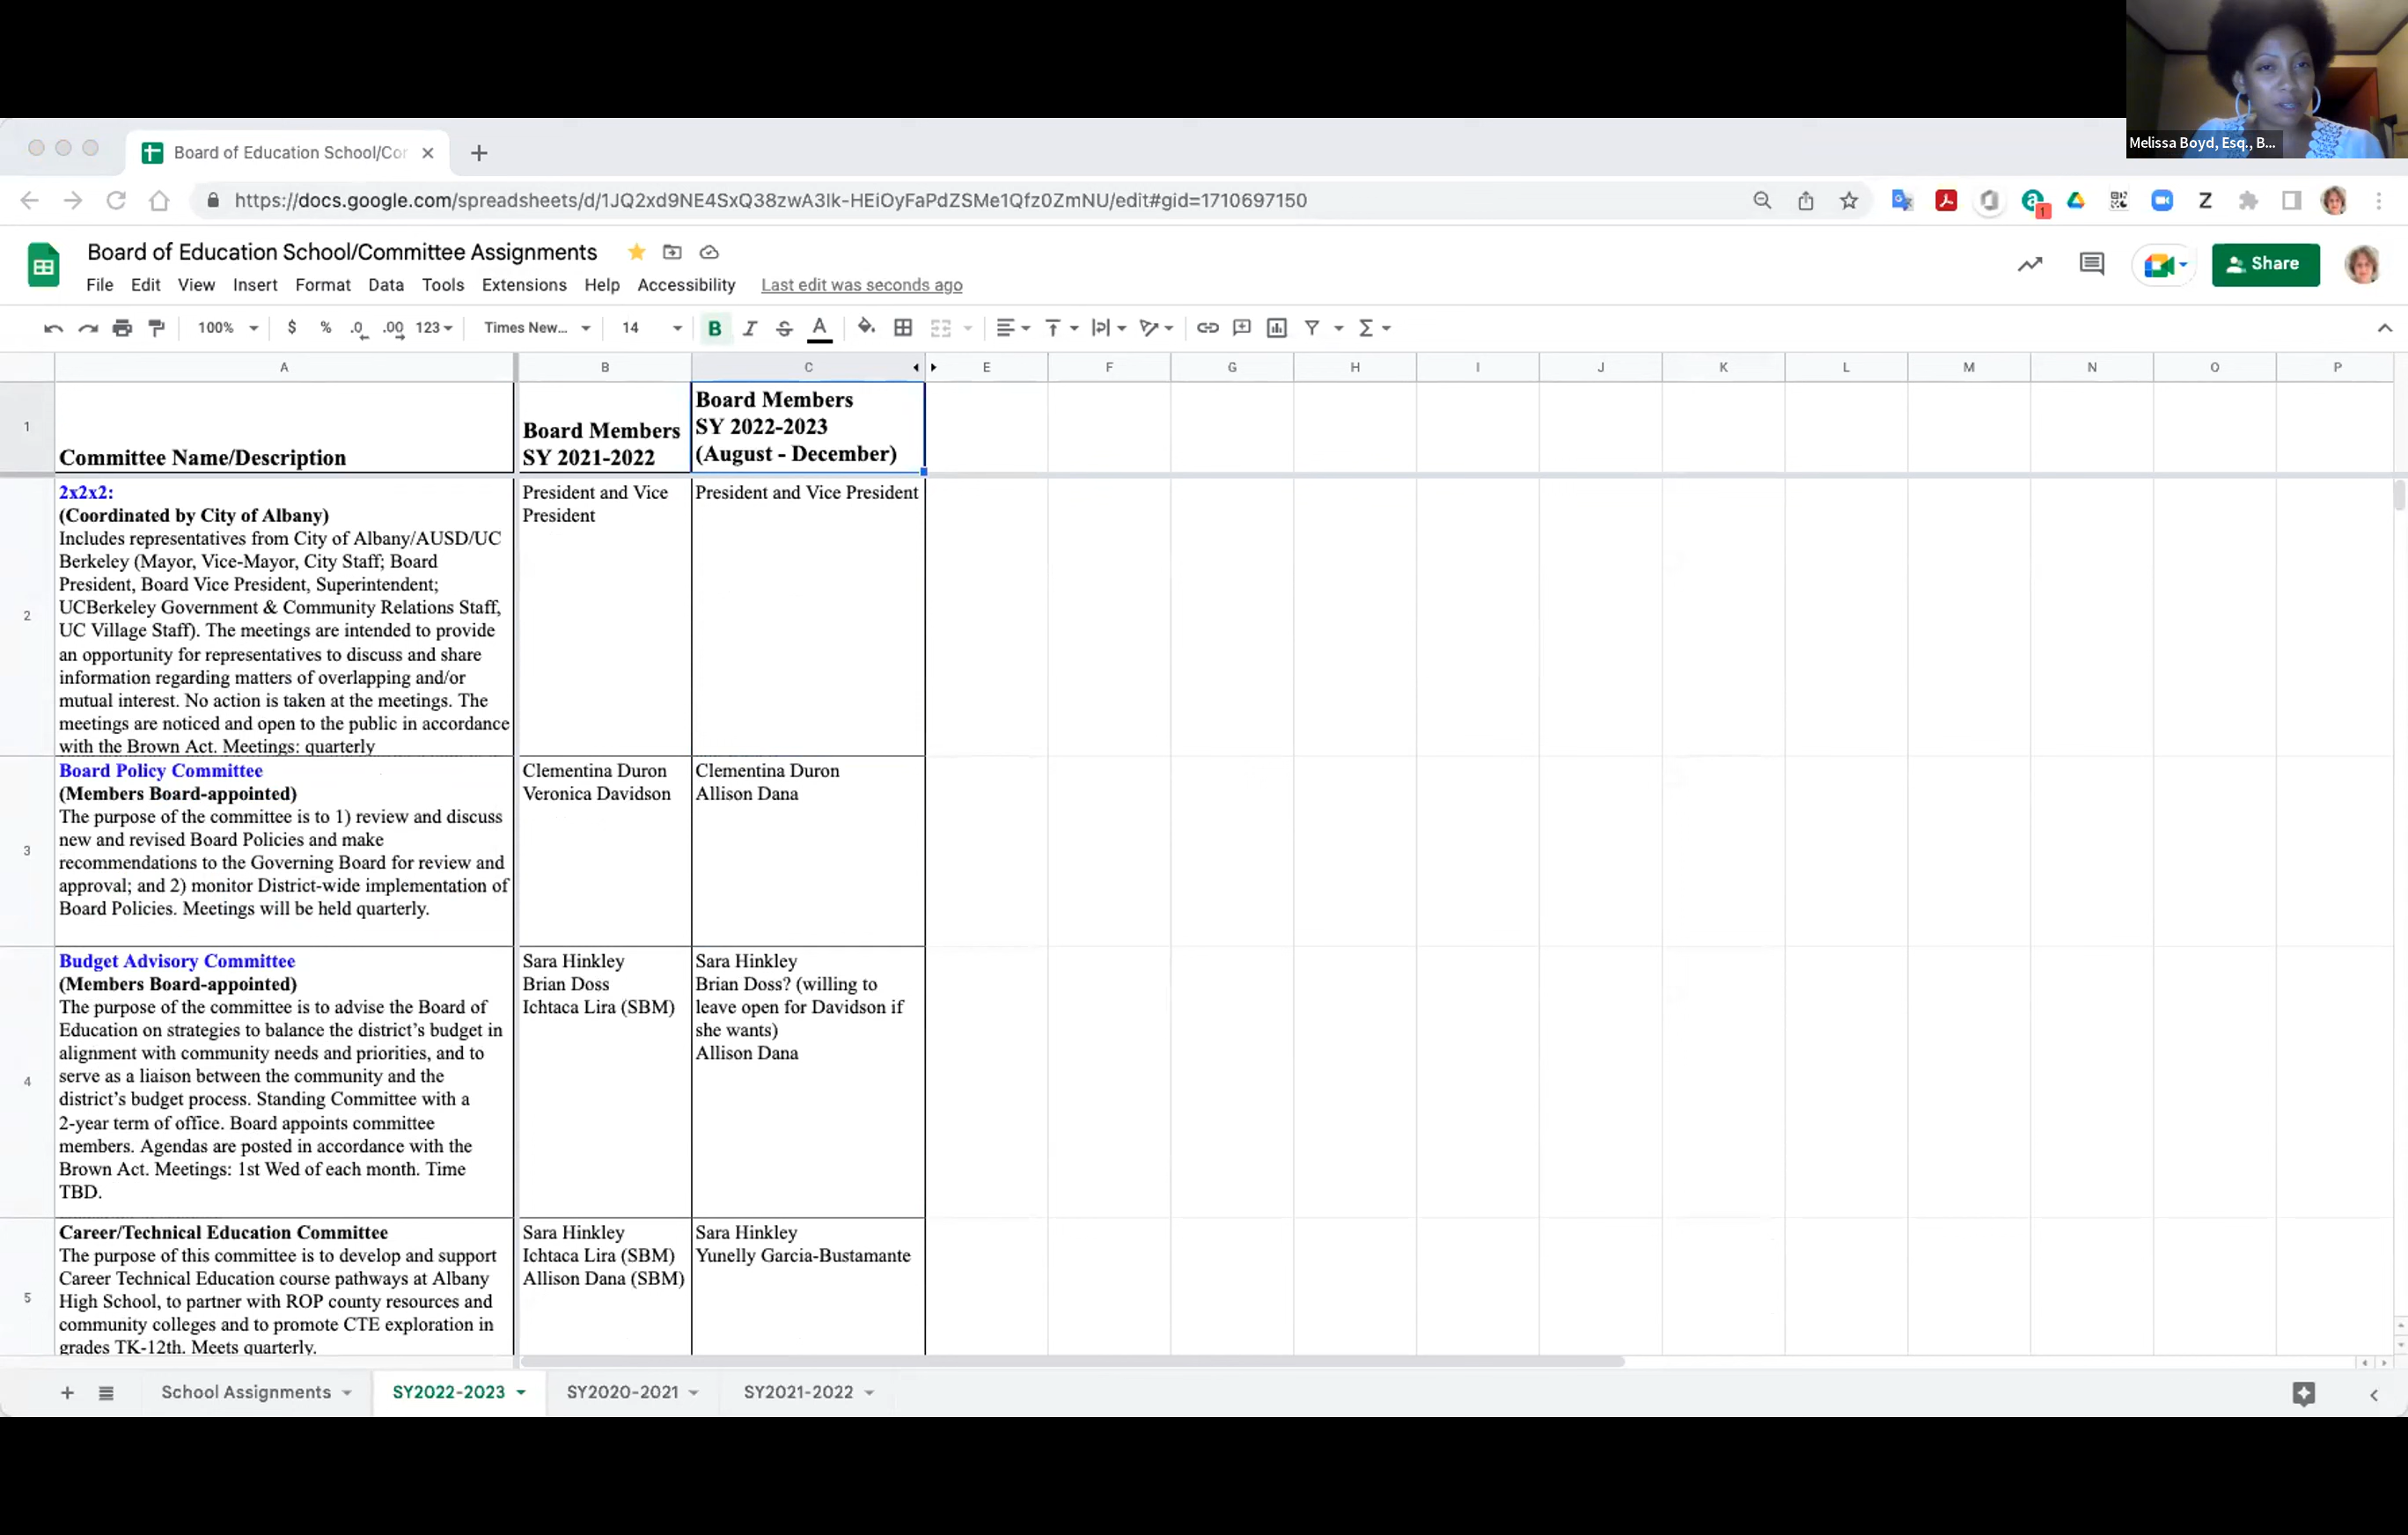 Melissa Boyd, Esq., B...
Board of Education School/Cor
https://docs.google.com/spreadsheets/d/1JQ2xd9NE4SxQ38zwA3Ik-HEiOyFaPdZSMe1Qfz0ZmNU/edit#gid=1710697150
1
Z
Board of Education School/Committee Assignments
File Edit View Insert Format Data Tools Extensions Help Accessibility Last edit was seconds ago
Share
100% $ % .0 .00 123 Times New... 14 B I S A
A B C E F G H I J K L M N O P
1
Committee Name/Description
Board Members
SY 2021-2022
Board Members
SY 2022-2023
(August - December)
2
2x2x2:
(Coordinated by City of Albany)
Includes representatives from City of Albany/AUSD/UC
Berkeley (Mayor, Vice-Mayor, City Staff; Board
President, Board Vice President, Superintendent;
UCBerkeley Government & Community Relations Staff,
UC Village Staff). The meetings are intended to provide
an opportunity for representatives to discuss and share
information regarding matters of overlapping and/or
mutual interest. No action is taken at the meetings. The
meetings are noticed and open to the public in accordance
with the Brown Act. Meetings: quarterly
President and Vice
President
President and Vice President
3
Board Policy Committee
(Members Board-appointed)
The purpose of the committee is to 1) review and discuss
new and revised Board Policies and make
recommendations to the Governing Board for review and
approval; and 2) monitor District-wide implementation of
Board Policies. Meetings will be held quarterly.
Clementina Duron
Veronica Davidson
Clementina Duron
Allison Dana
4
Budget Advisory Committee
(Members Board-appointed)
The purpose of the committee is to advise the Board of
Education on strategies to balance the district's budget in
alignment with community needs and priorities, and to
serve as a liaison between the community and the
district's budget process. Standing Committee with a
2-year term of office. Board appoints committee
members. Agendas are posted in accordance with the
Brown Act. Meetings: 1st Wed of each month. Time
TBD.
Sara Hinkley
Brian Doss
Ichtaca Lira (SBM)
Sara Hinkley
Brian Doss? (willing to
leave open for Davidson if
she wants)
Allison Dana
5
Career/Technical Education Committee
The purpose of this committee is to develop and support
Career Technical Education course pathways at Albany
High School, to partner with ROP county resources and
community colleges and to promote CTE exploration in
grades TK-12th. Meets quarterly.
Sara Hinkley
Ichtaca Lira (SBM)
Allison Dana (SBM)
Sara Hinkley
Yunelly Garcia-Bustamante
School Assignments SY2022-2023 SY2020-2021 SY2021-2022